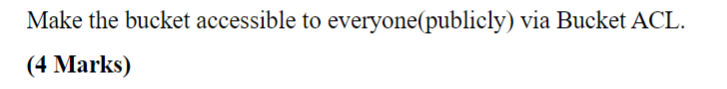 Make the bucket accessible to everyone(publicly) via Bucket ACL.
(4 Marks)